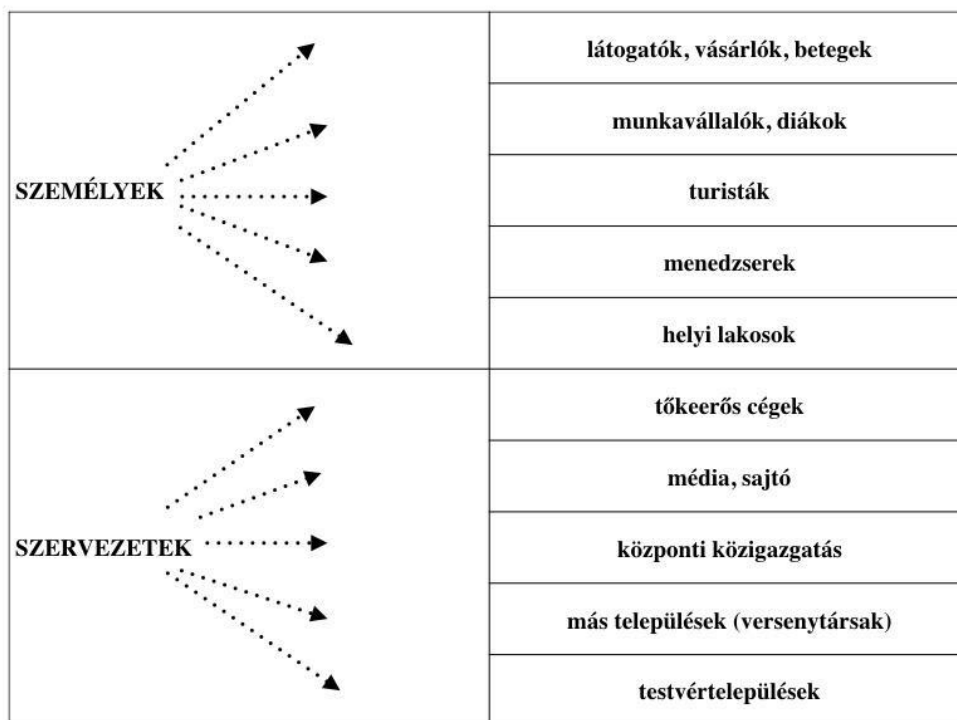 látogatók, vásárlók, betegek
munkavállalók, diákok
SZEMÉLYEK
turisták
menedzserek
helyi lakosok
tőkeerős cégek
média, sajtó
SZERVEZETEK
központi közigazgatás
más települések (versenytársak)
testvértelepülések